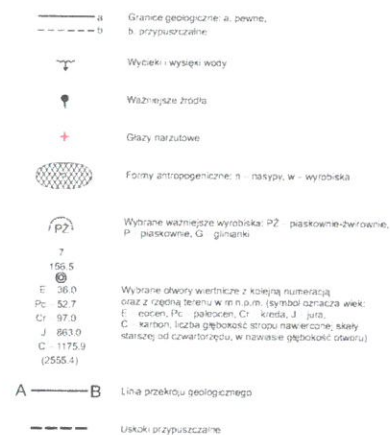 a Granice geologiczne: a. pewne,
b b. przypuszczalne
Wycieki i wysięki wody
Ważniejsze źródła
Głazy narzutowe
Formy antropogeniczne: n - nasypy, w - wyrobiska
PŻ Wybrane ważniejsze wyrobiska: PŻ - piaskownie-żwirownie,
P - piaskownie, G - glinianki
7
156.5
E 36.0 Wybrane otwory wiertnicze z kolejną numeracją
Pc 52.7 oraz z rzędną terenu w m n.p.m. (symbol oznacza wiek:
Cr 97.0 E - eocen, Pc - paleocen, Cr - kreda, J - jura,
J 863.0 C - karbon, liczba głębokość stropu nawierconej skały
C - 1175.9 starszej od czwartorzędu, w nawiasie głębokość otworu)
(2555.4)
A B Linia przekroju geologicznego
Uskoki przypuszczalne